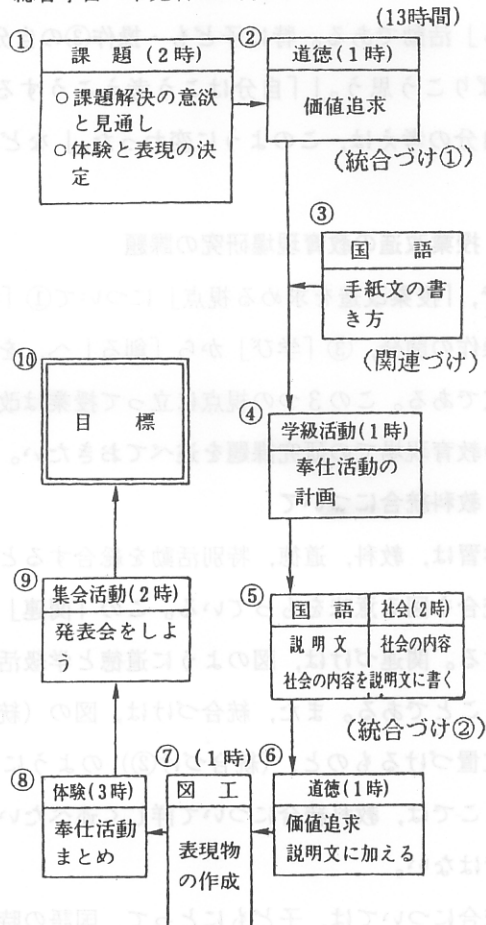 (13時間)
①
課題(2時)
○課題解決の意欲
と見通し
○体験と表現の決
定
②
道徳(1時)
価値追求
(統合づけ①)
③
国語
手紙文の書
き方
(関連づけ)
④
学級活動(1時)
奉仕活動の
計画
⑤
国語
社会(2時)
説明文
社会の内容
社会の内容を説明文に書く
(統合づけ②)
⑥
道徳(1時)
価値追求
説明文に加える
⑦ (1時)
図工
表現物
の作成
⑧
体験(3時)
奉仕活動
まとめ
⑨
集会活動(2時)
発表会をしよ
う
⑩
目標